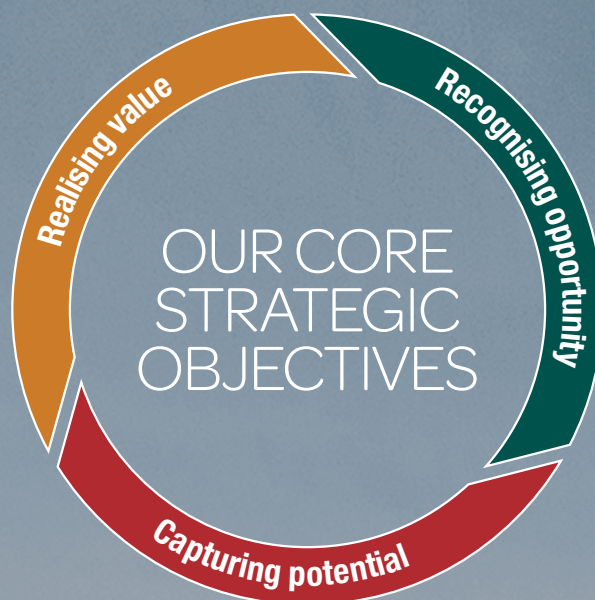 OUR CORE
STRATEGIC
OBJECTIVES
Recognising opportunity
Capturing potential
Realising value